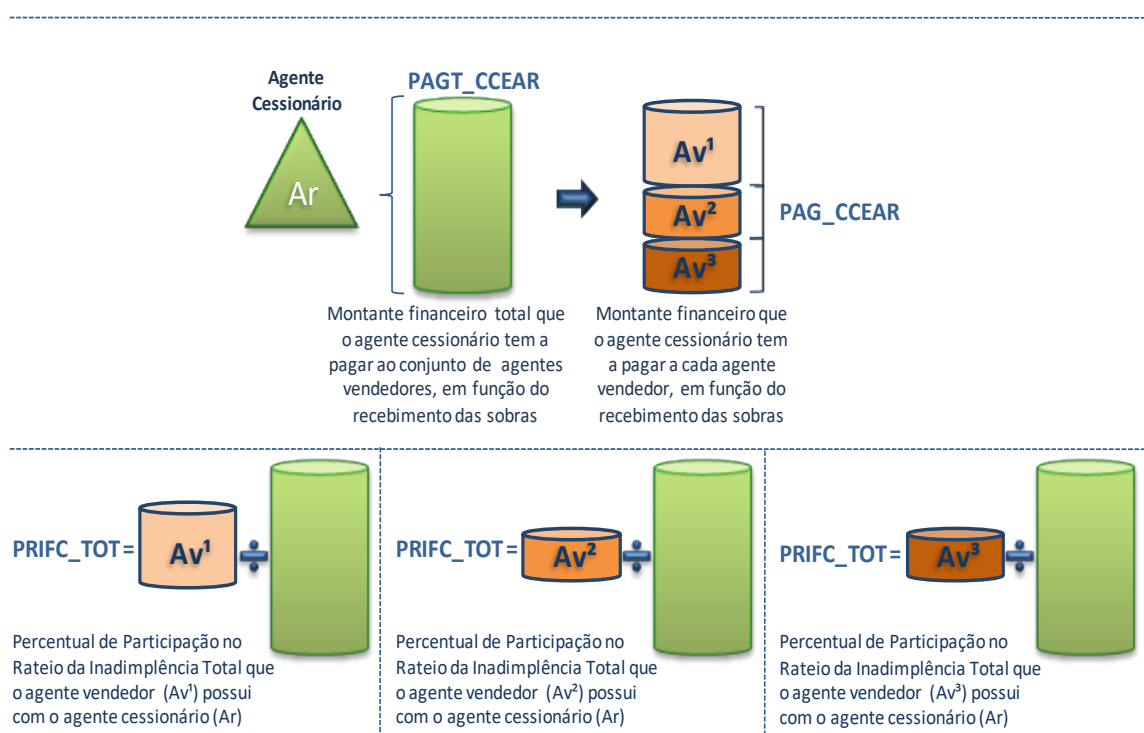 Agente
Cessionário
PAGT_CCEAR
Ar
Av¹
Av²
Av³
PAG_CCEAR
Montante financeiro total que
o agente cessionário tem a
pagar ao conjunto de agentes
vendedores, em função do
recebimento das sobras
Montante financeiro que
o agente cessionário tem
a pagar a cada agente
vendedor, em função do
recebimento das sobras
PRIFC_TOT= Av¹ ÷
Percentual de Participação no
Rateio da Inadimplência Total que
o agente vendedor (Av¹) possui
com o agente cessionário (Ar)
PRIFC_TOT= Av² ÷
Percentual de Participação no
Rateio da Inadimplência Total que
o agente vendedor (Av²) possui
com o agente cessionário (Ar)
PRIFC_TOT= Av³ ÷
Percentual de Participação no
Rateio da Inadimplência Total que
o agente vendedor (Av³) possui
com o agente cessionário (Ar)